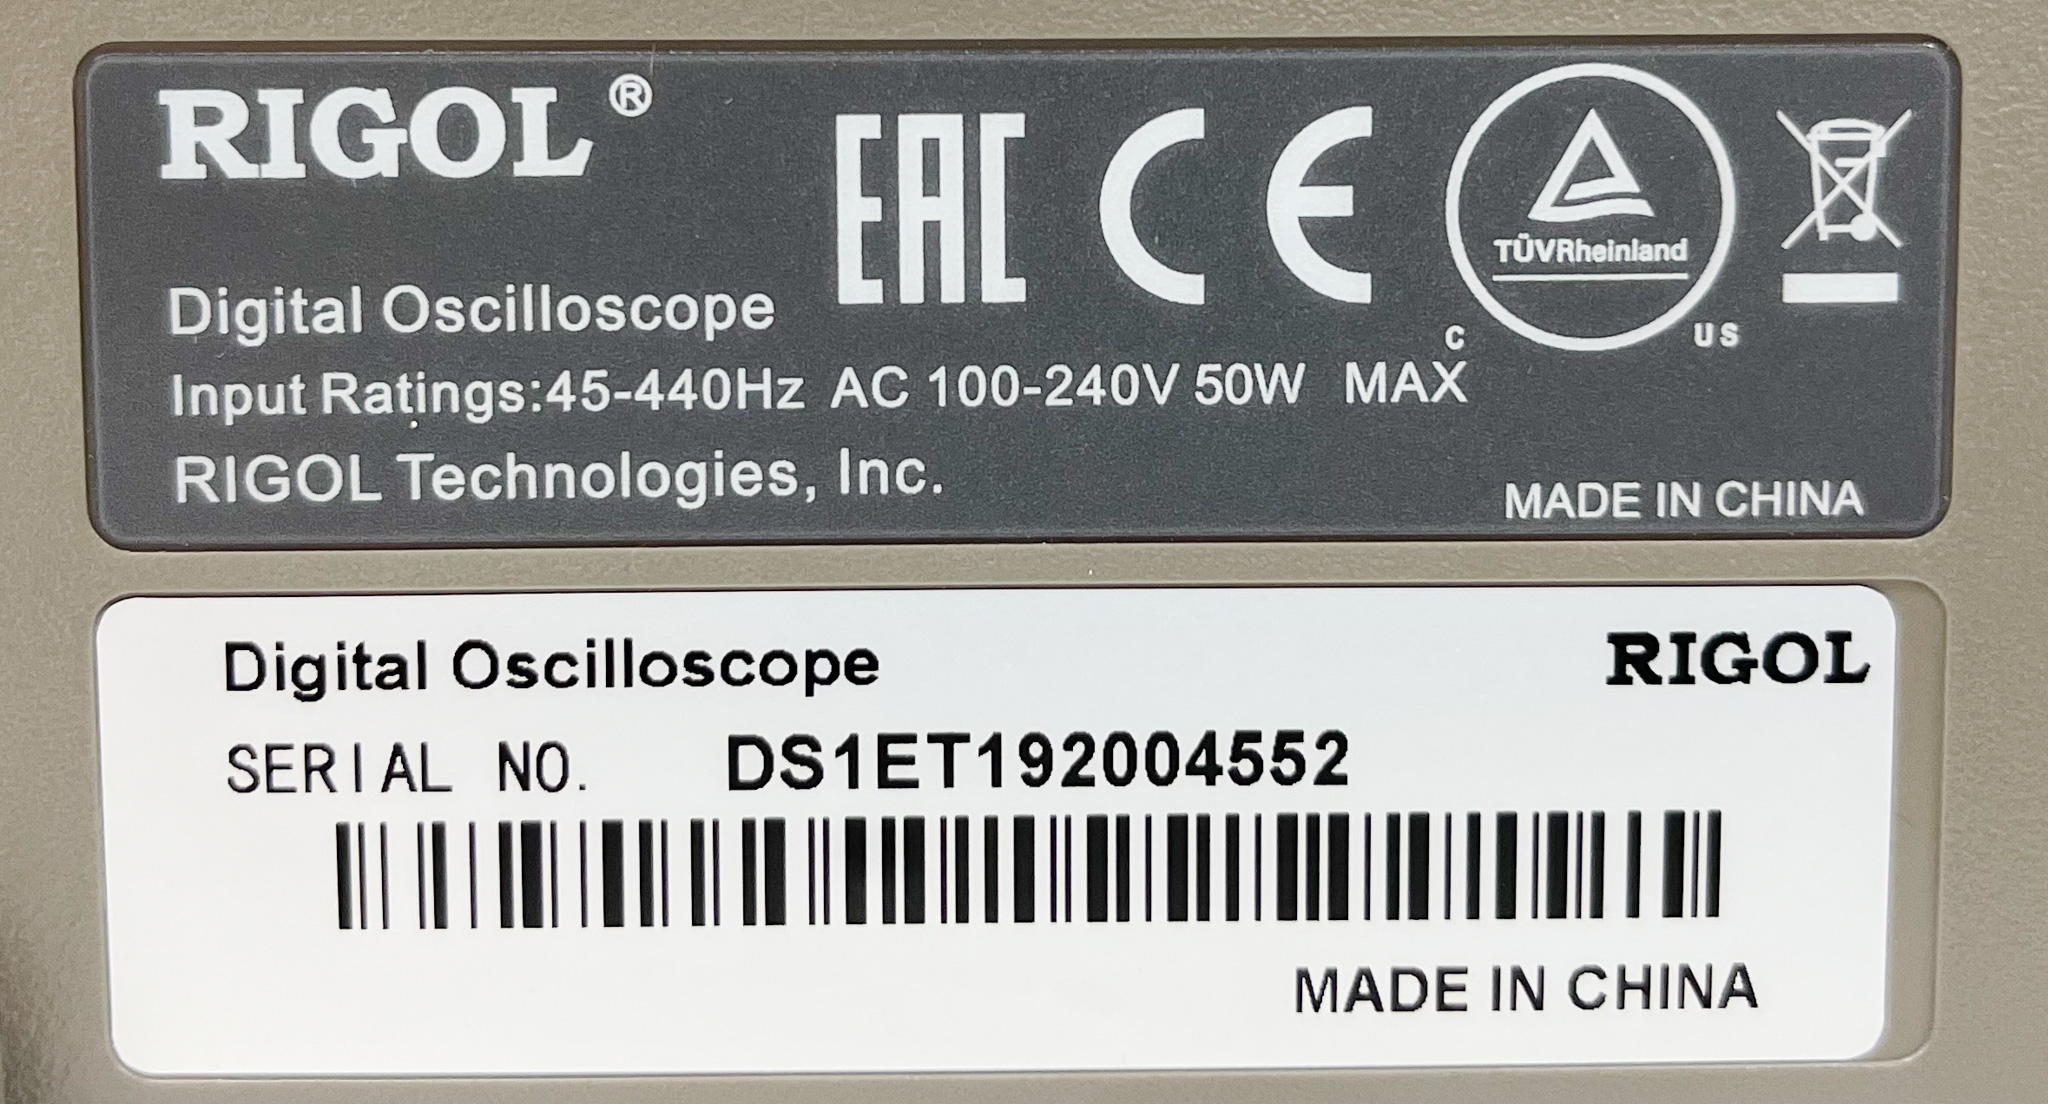 RIGOL®
EAC CE
TÜVRheinland
C US
Digital Oscilloscope
Input Ratings:45-440Hz AC 100-240V 50W MAX
RIGOL Technologies, Inc.
MADE IN CHINA
Digital Oscilloscope RIGOL
SERIAL NO. DS1ET192004552
MADE IN CHINA